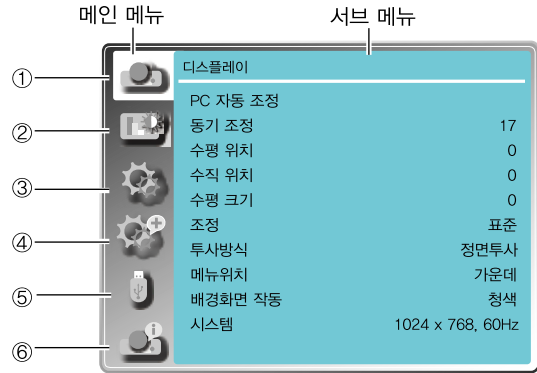 메인 메뉴 서브 메뉴
① 디스플레이
PC 자동 조정
② 동기 조정 17
수평 위치 0
③ 수직 위치 0
수평 크기 0
④ 조정 표준
투사방식 정면투사
메뉴위치 가운데
⑤ 배경화면 작동 청색
시스템 1024 x 768, 60Hz
⑥